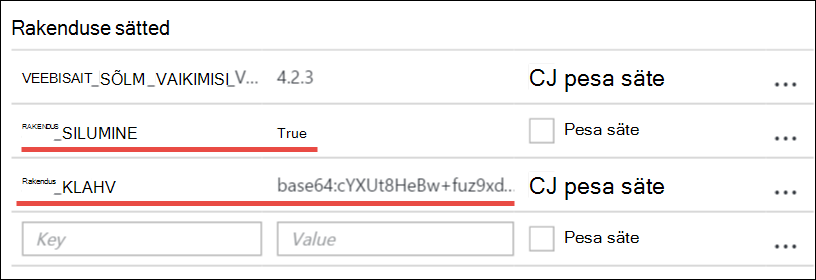 Rakenduse sätted
VEEBISAIT_SÕLM_VAIKIMISI_V... 4.2.3 CJ pesa säte ...
RAKENDUS_SILUMINE True Pesa säte ...
Rakendus_KLAHV base64:cYXUt8HeBw+fuz9xd... CJ pesa säte ...
Key Value Pesa säte ...